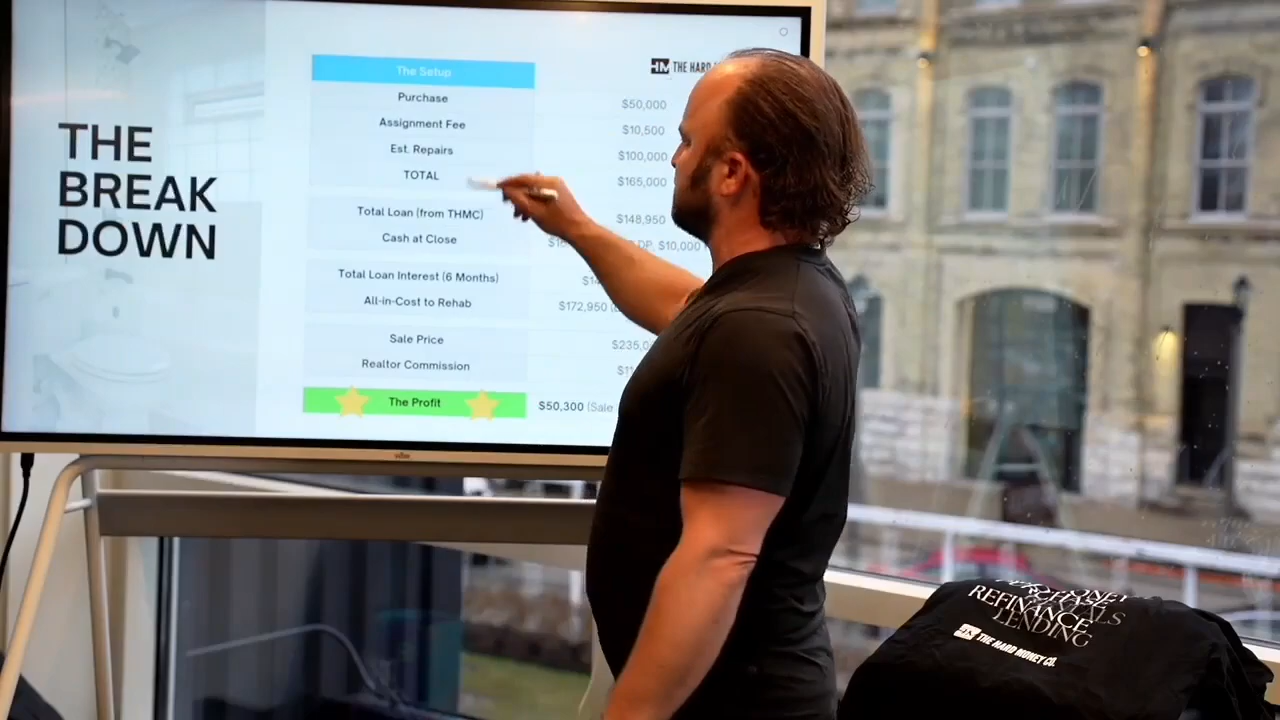 THE
BREAK
DOWN
HM THE HARD
The Setup
Purchase $50,000
Assignment Fee $10,500
Est. Repairs $100,000
TOTAL $165,000
Total Loan (from THMC) $148,950
Cash at Close DP, $10,000
Total Loan Interest (6 Months)
All-in-Cost to Rehab $172,950
Sale Price
Realtor Commission
The Profit $50,300 (Sale
PURCHASE
REFINANCE
LENDING
HM THE HARD MONEY CO.